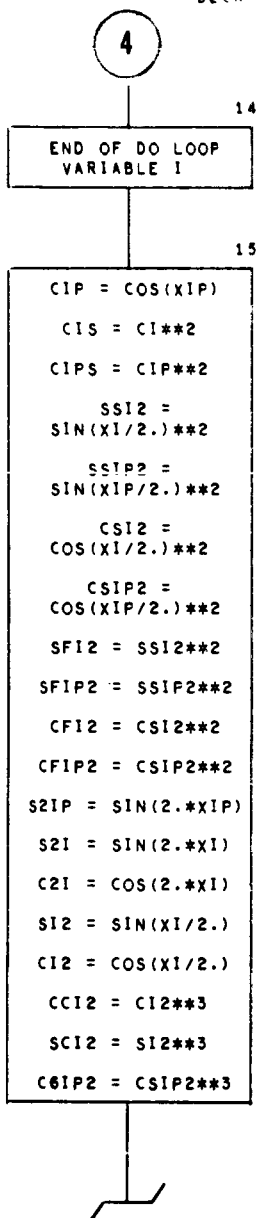 4
14
END OF DO LOOP
VARIABLE I
15
CIP = COS(XIP)
CIS = CI**2
CIPS = CIP**2
SSI2 =
SIN(XI/2.)**2
SSIP2 =
SIN(XIP/2.)**2
CSI2 =
COS(XI/2.)**2
CSIP2 =
COS(XIP/2.)**2
SFI2 = SSI2**2
SFIP2 = SSIP2**2
CFI2 = CSI2**2
CFIP2 = CSIP2**2
S2IP = SIN(2.*XIP)
S2I = SIN(2.*XI)
C2I = COS(2.*XI)
SI2 = SIN(XI/2.)
CI2 = COS(XI/2.)
CCI2 = CI2**3
SCI2 = SI2**3
C6IP2 = CSIP2**3